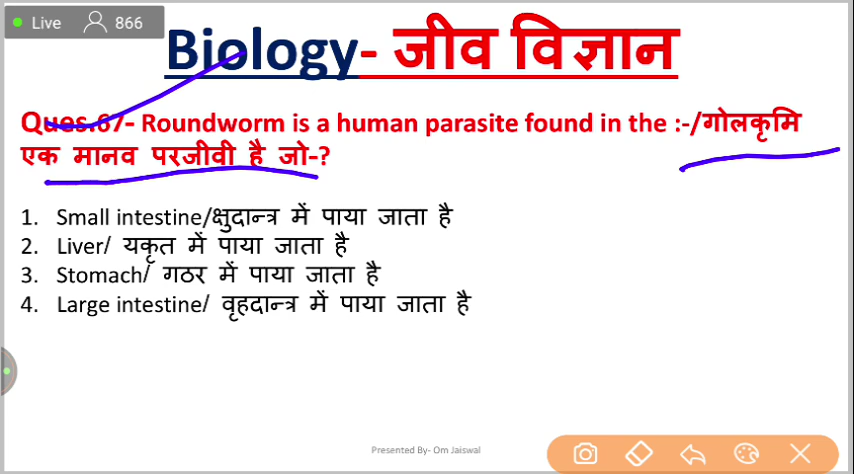 Live 866
Biology- जीव विज्ञान
Ques.67- Roundworm is a human parasite found in the :-/गोलकृमि
एक मानव परजीवी है जो-?
1. Small intestine/क्षुदान्त्र में पाया जाता है
2. Liver/ यकृत में पाया जाता है
3. Stomach/ गठर में पाया जाता है
4. Large intestine/ वृहदान्त्र में पाया जाता है
Presented By- Om Jaiswal